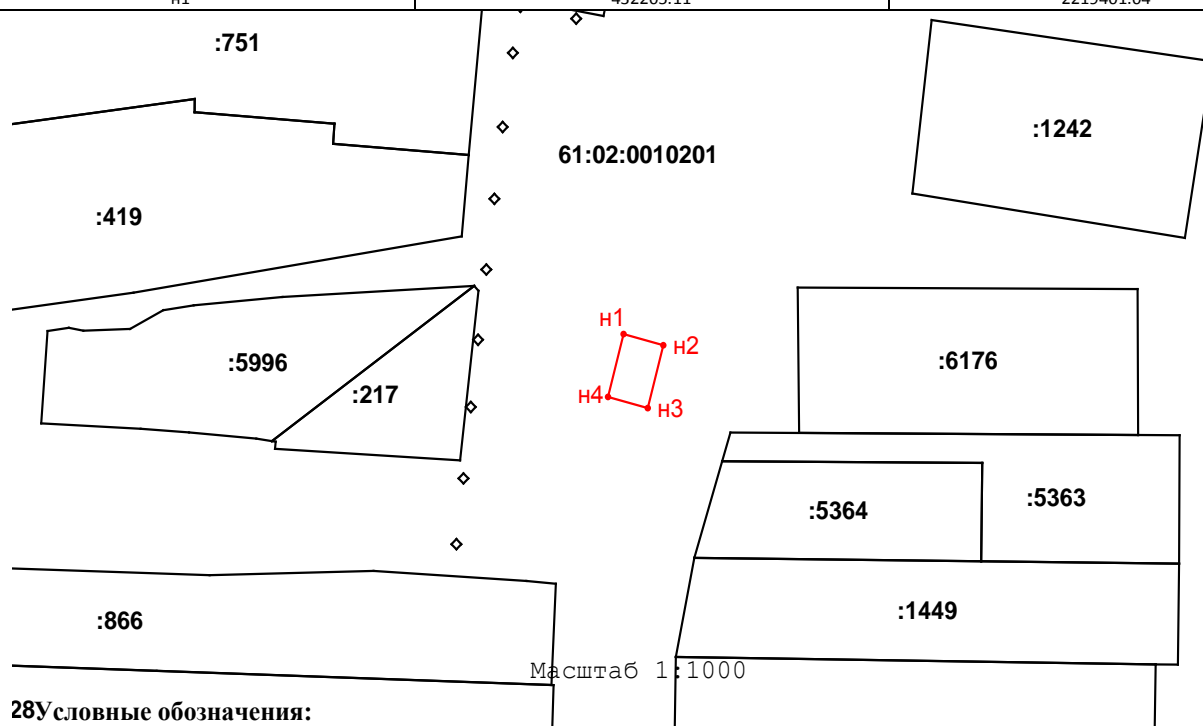 н1
:751
:1242
61:02:0010201
:419
н1
н2
:5996
:6176
:217
н4
н3
:5363
:5364
:1449
:866
Масштаб 1:1000
28Условные обозначения: